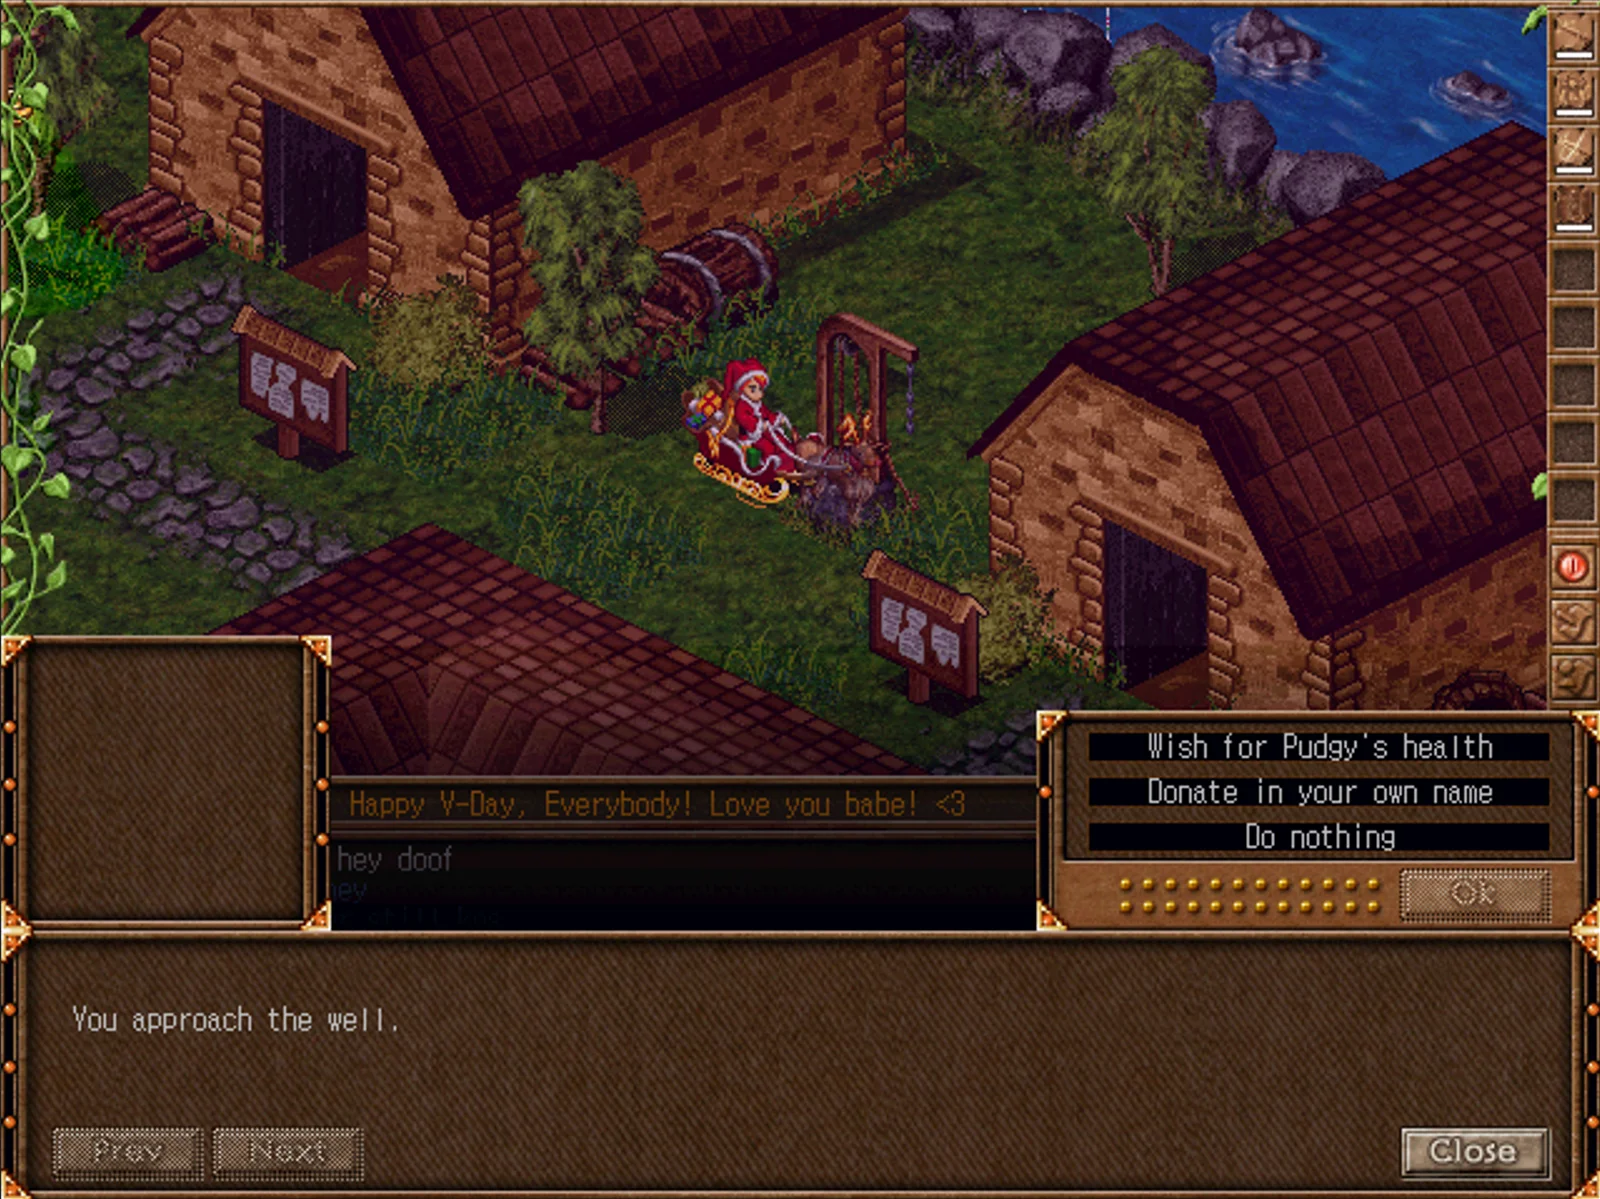 Happy V-Day, Everybody! Love you babe! <3
hey doof
Wish for Pudgy's health
Donate in your own name
Do nothing
Ok
You approach the well.
Prev
Next
Close